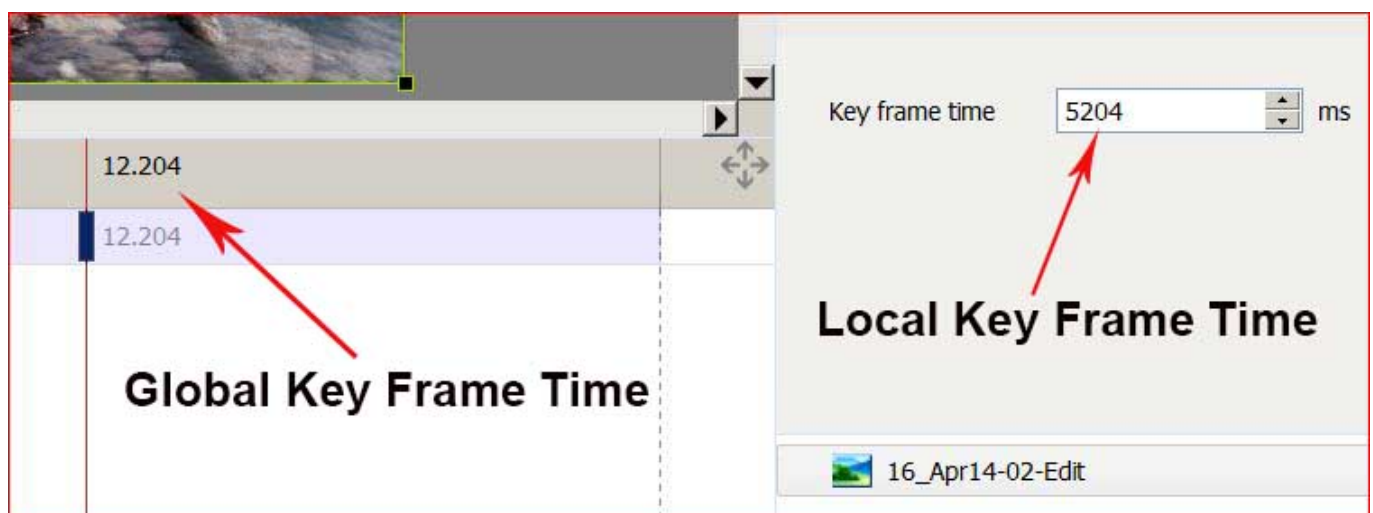 Key frame time 5204 ms
12.204
12.204
Local Key Frame Time
Global Key Frame Time
16_Apr14-02-Edit